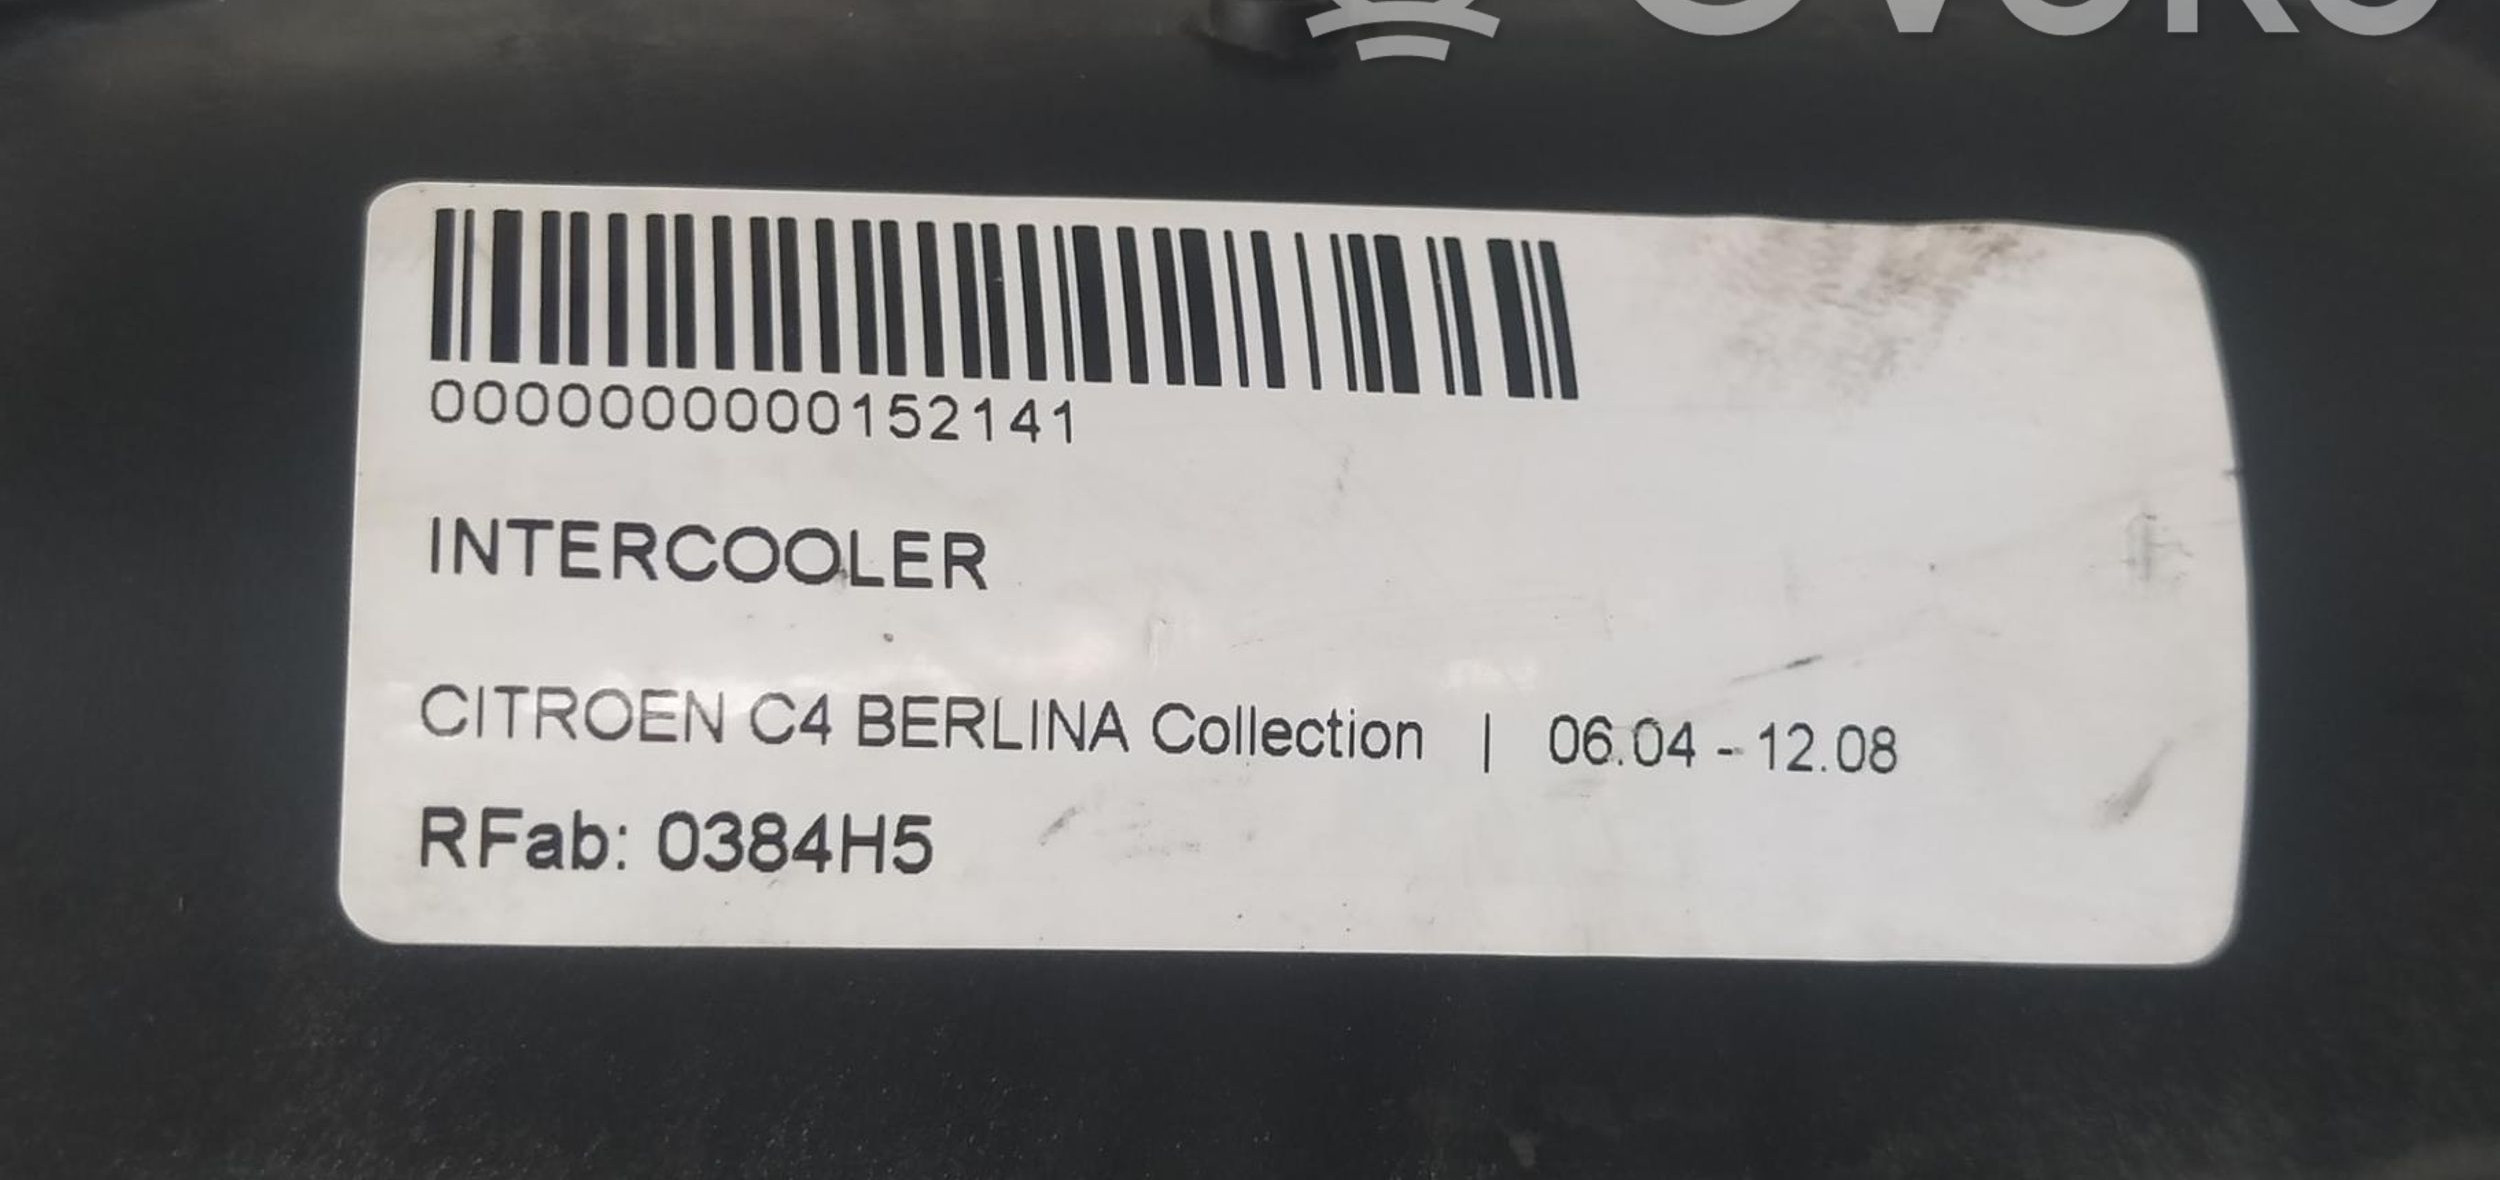 0000000000152141
INTERCOOLER
CITROEN C4 BERLINA Collection | 06.04 - 12.08
RFab: 0384H5